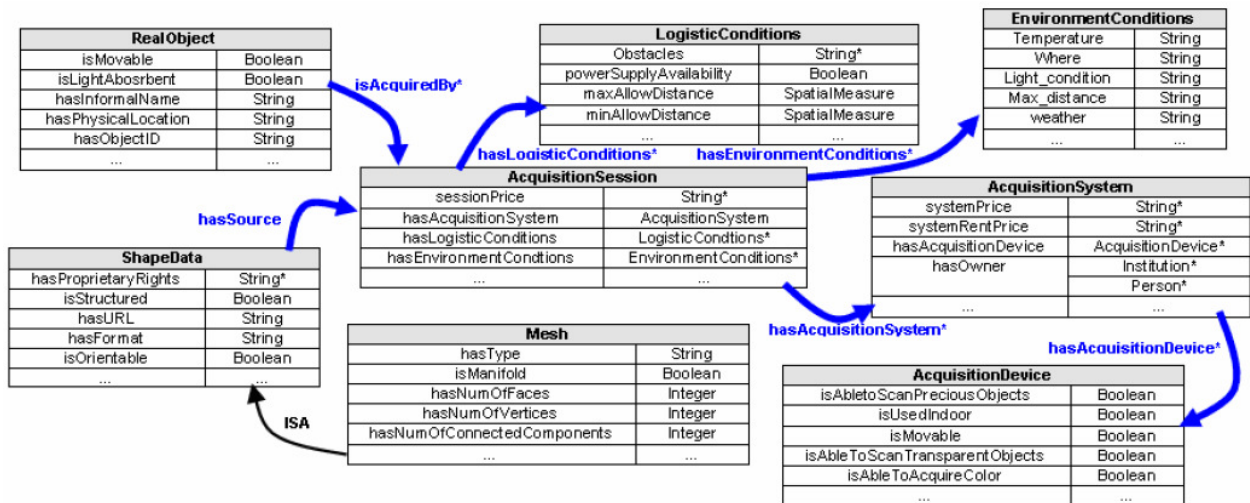 RealObject
isMovable Boolean
isLightAbosrbent Boolean
hasInformalName String
hasPhysicalLocation String
hasObjectID String
... ...
isAcquiredBy*
LogisticConditions
Obstacles String*
powerSupplyAvailability Boolean
maxAllowDistance SpatialMeasure
minAllowDistance SpatialMeasure
... ...
EnvironmentConditions
Temperature String
Where String
Light_condition String
Max_distance String
weather String
... ...
hasLogisticConditions*
hasEnvironmentConditions*
AcquisitionSession
sessionPrice String*
hasAcquisitionSystem AcquisitionSystem
hasLogisticConditions LogisticCondtions*
hasEnvironmentCondtions EnvironmentConditions*
... ...
hasSource
AcquisitionSystem
systemPrice String*
systemRentPrice String*
hasAcquisitionDevice AcquisitionDevice*
hasOwner Institution*
Person*
... ...
ShapeData
hasProprietaryRights String*
isStructured Boolean
hasURL String
hasFormat String
isOrientable Boolean
... ...
ISA
Mesh
hasType String
isManifold Boolean
hasNumOfFaces Integer
hasNumOfVertices Integer
hasNumOfConnectedComponents Integer
... ...
hasAcquisitionSystem*
hasAcquisitionDevice*
AcquisitionDevice
isAbletoScanPreciousObjects Boolean
isUsedIndoor Boolean
isMovable Boolean
isAbleToScanTransparentObjects Boolean
isAbleToAcquireColor Boolean
... ...